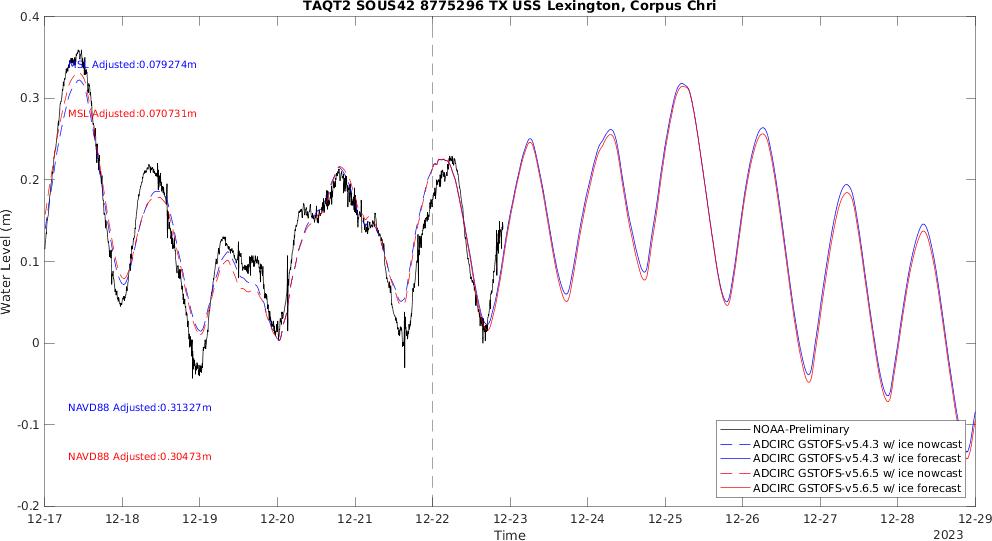 TAQT2 SOUS42 8775296 TX USS Lexington, Corpus Chri
0.4
0.3
0.2
0.1
0
-0.1
-0.2
Water Level (m)
MSL Adjusted:0.079274m
MSL Adjusted:0.070731m
NAVD88 Adjusted:0.31327m
NAVD88 Adjusted:0.30473m
NOAA-Preliminary
ADCIRC GSTOFS-v5.4.3 w/ ice nowcast
ADCIRC GSTOFS-v5.4.3 w/ ice forecast
ADCIRC GSTOFS-v5.6.5 w/ ice nowcast
ADCIRC GSTOFS-v5.6.5 w/ ice forecast
12-17 12-18 12-19 12-20 12-21 12-22 12-23 12-24 12-25 12-26 12-27 12-28 12-29
Time
2023